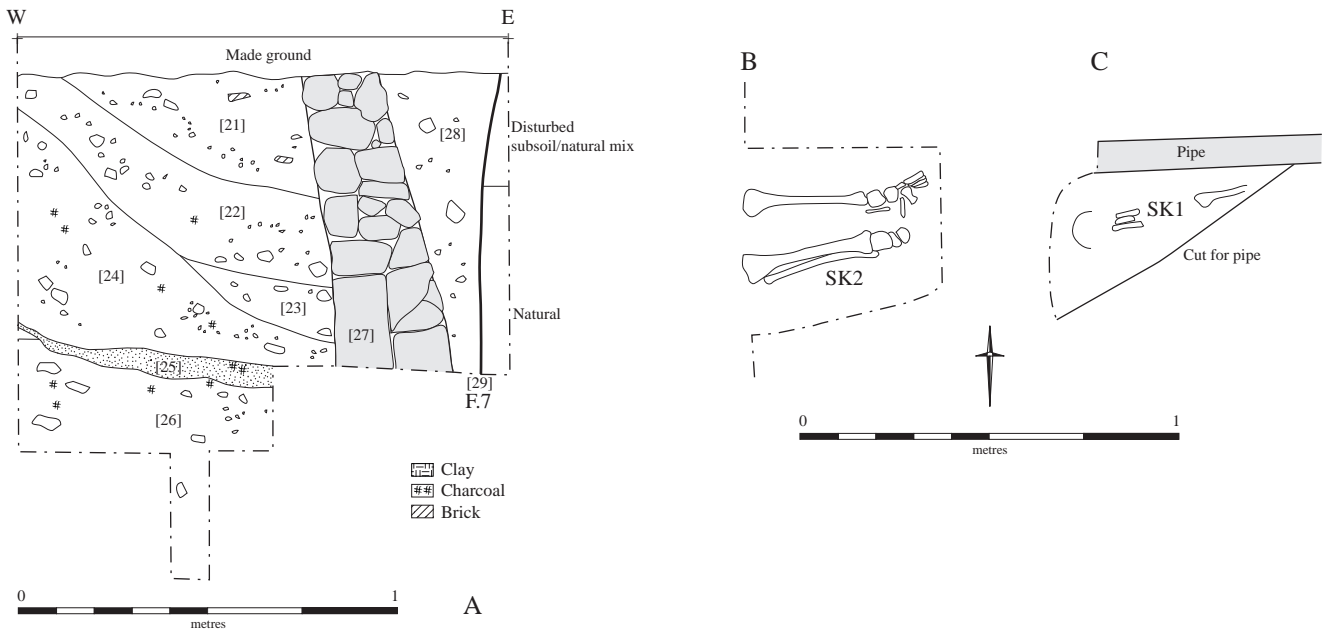 W
E
Made ground
[21]
[28]
Disturbed
subsoil/natural mix
[22]
[24]
[23]
Natural
[27]
[25]
[29]
F.7
[26]
Clay
Charcoal
Brick
0
1
metres
A
B
C
Pipe
SK1
SK2
Cut for pipe
0
1
metres